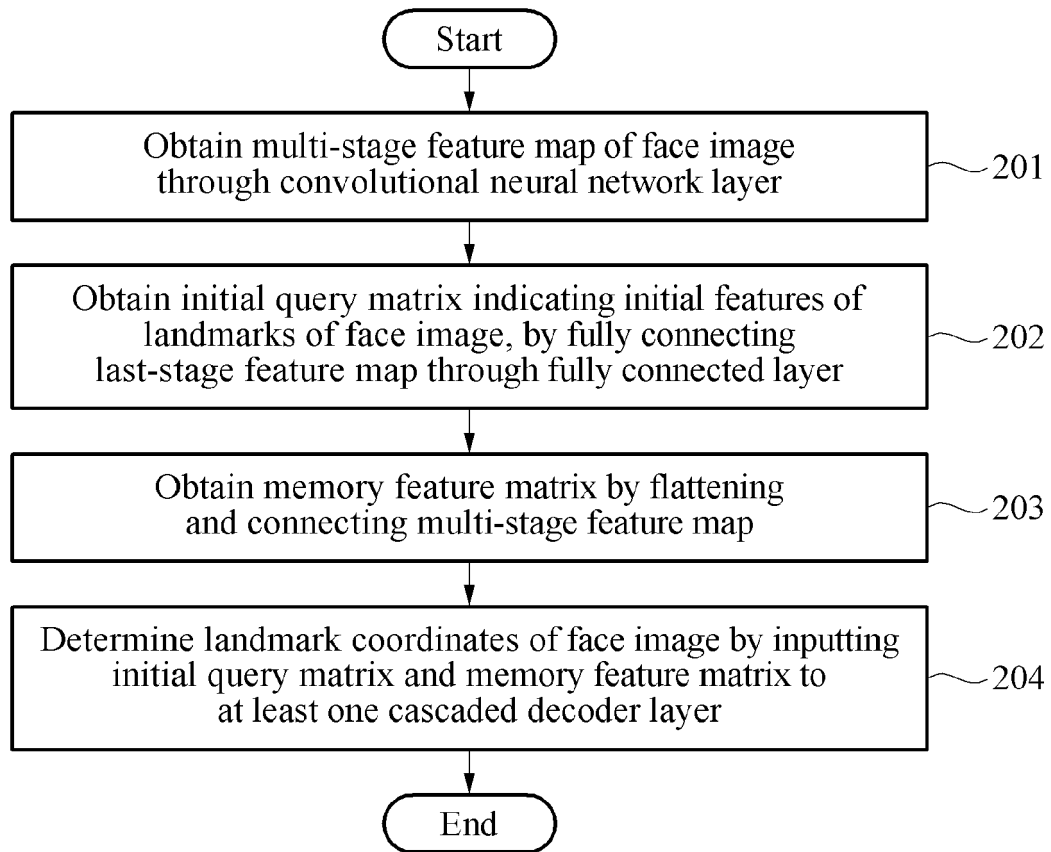 Start
Obtain multi-stage feature map of face image
through convolutional neural network layer
201
Obtain initial query matrix indicating initial features of
landmarks of face image, by fully connecting
last-stage feature map through fully connected layer
202
Obtain memory feature matrix by flattening
and connecting multi-stage feature map
203
Determine landmark coordinates of face image by inputting
initial query matrix and memory feature matrix to
at least one cascaded decoder layer
204
End